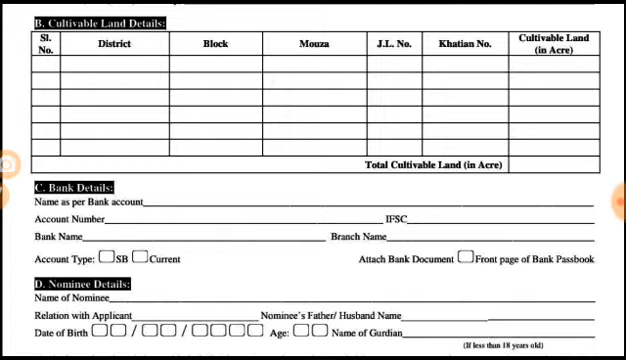 B. Cultivable Land Details:
Sl. No. District Block Mouza J.L. No. Khatian No. Cultivable Land (in Acre)
Total Cultivable Land (in Acre)
C. Bank Details:
Name as per Bank account
Account Number IFSC
Bank Name Branch Name
Account Type: SB Current Attach Bank Document Front page of Bank Passbook
D. Nominee Details:
Name of Nominee
Relation with Applicant Nominee's Father/ Husband Name
Date of Birth / / Age: Name of Gurdian
(If less than 18 years old)